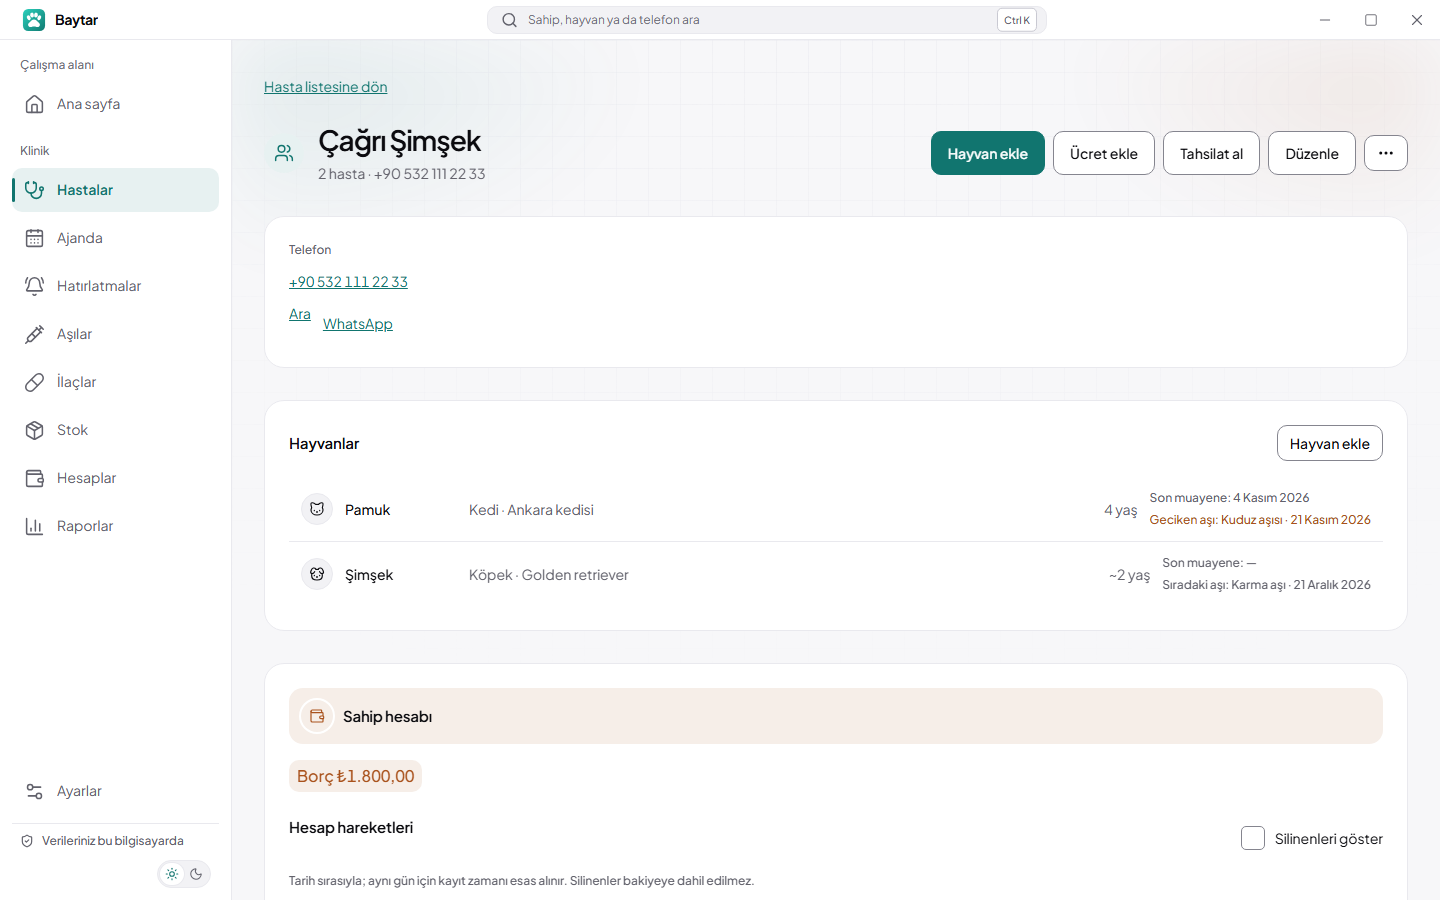 Baytar
Sahip, hayvan ya da telefon ara
Ctrl K
Çalışma alanı
Ana sayfa
Klinik
Hastalar
Ajanda
Hatırlatmalar
Aşılar
İlaçlar
Stok
Hesaplar
Raporlar
Ayarlar
Verileriniz bu bilgisayarda
Hasta listesine dön
Çağrı Şimşek
2 hasta · +90 532 111 22 33
Hayvan ekle
Ücret ekle
Tahsilat al
Düzenle
Telefon
+90 532 111 22 33
Ara
WhatsApp
Hayvanlar
Hayvan ekle
Pamuk
Kedi · Ankara kedisi
4 yaş
Son muayene: 4 Kasım 2026
Geciken aşı: Kuduz aşısı · 21 Kasım 2026
Şimşek
Köpek · Golden retriever
~2 yaş
Son muayene: —
Sıradaki aşı: Karma aşı · 21 Aralık 2026
Sahip hesabı
Borç ₺1.800,00
Hesap hareketleri
Silinenleri göster
Tarih sırasıyla; aynı gün için kayıt zamanı esas alınır. Silinenler bakiyeye dahil edilmez.